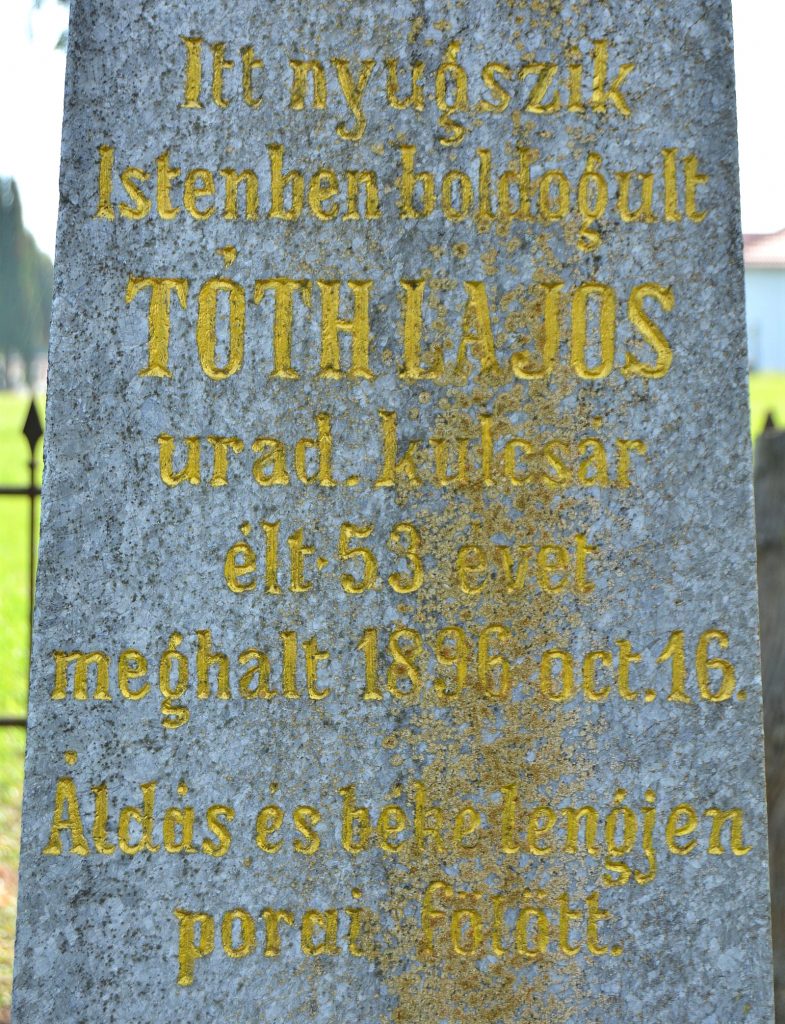 Itt nyugszik
Istenben boldogult
TÓTH LAJOS
urad. kulcsár
élt 53 évet
meghalt 1896 oct. 16.
Áldás és béke lengjen
porai fölött.